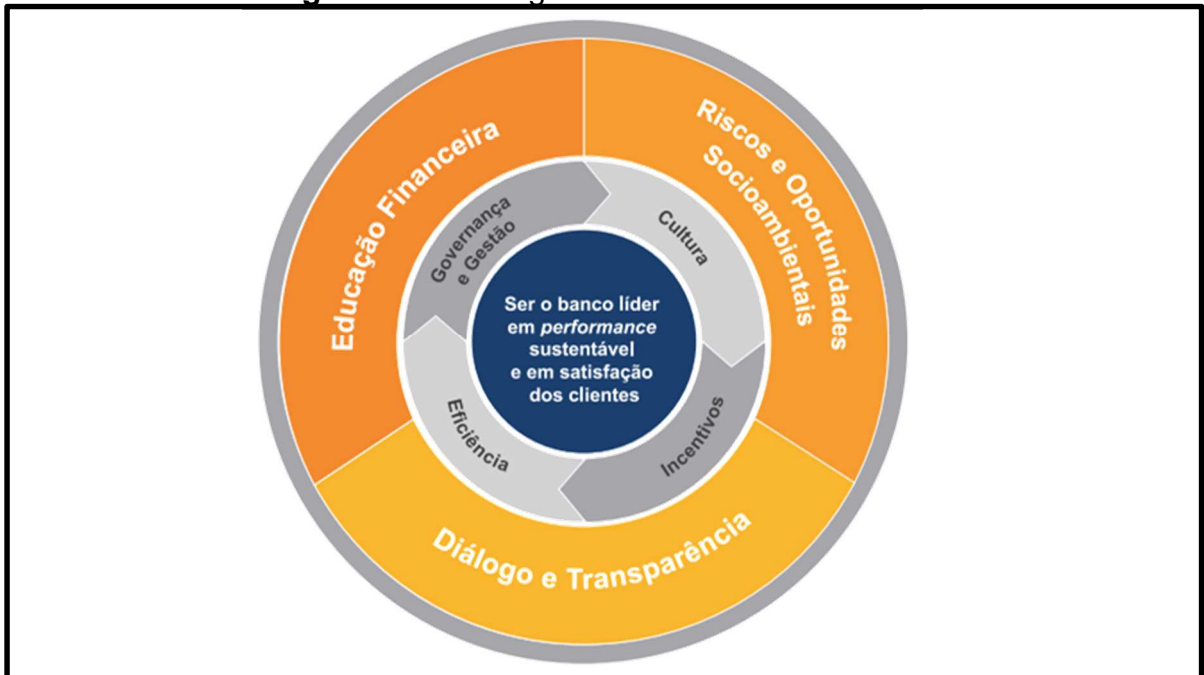 Educação Financeira
Riscos e Oportunidades
Socioambientais
Governança
e Gestão
Cultura
Ser o banco líder
em performance
sustentável
e em satisfação
dos clientes
Eficiência
Incentivos
Diálogo e Transparência